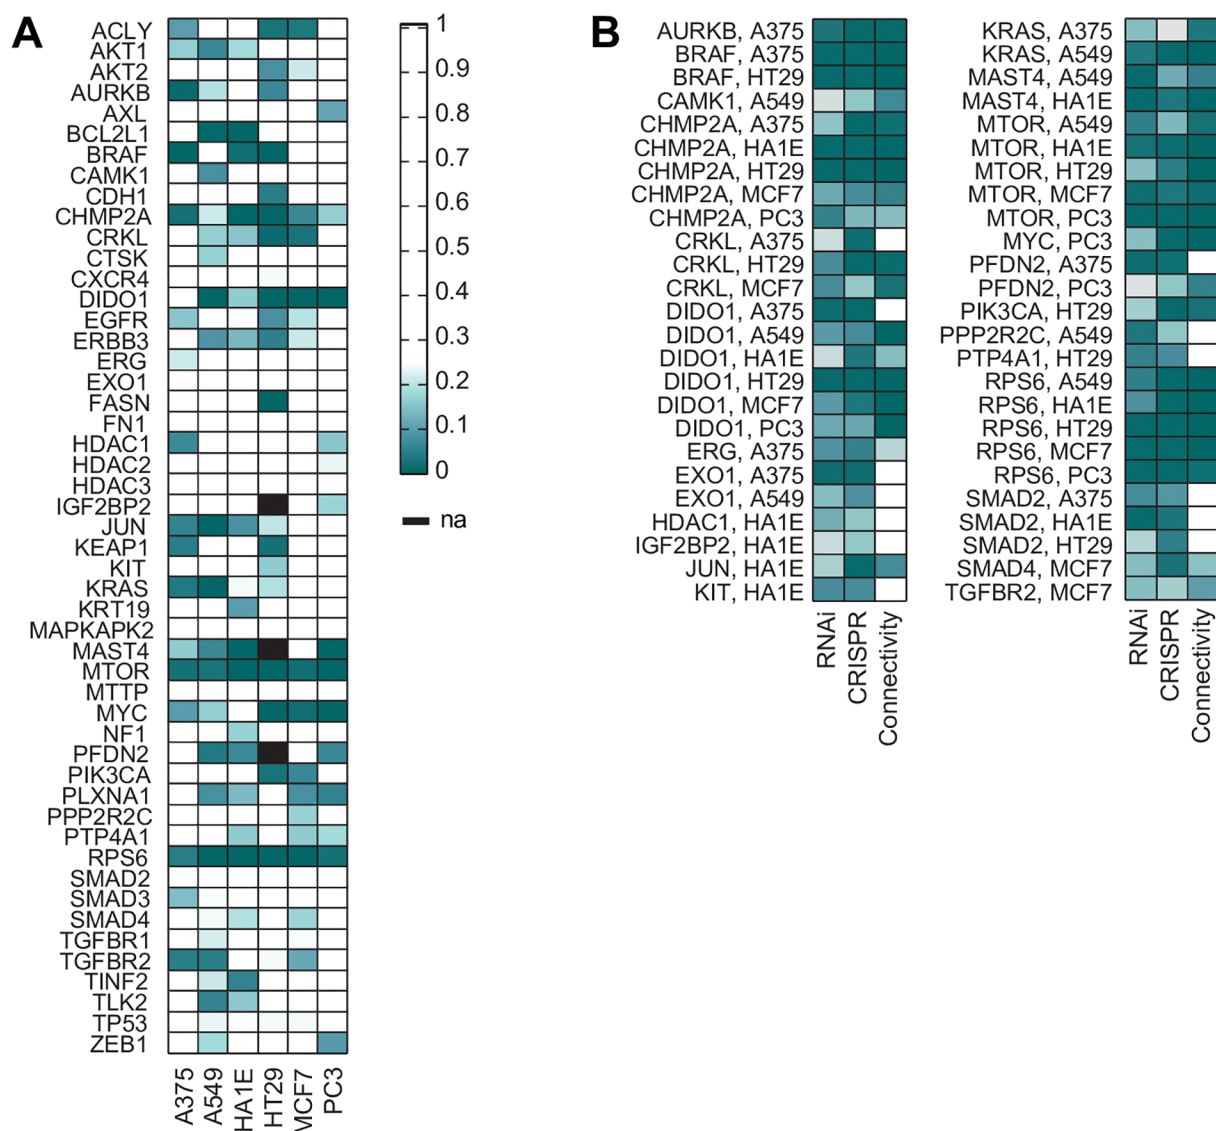 A
ACLY
AKT1
AKT2
AURKB
AXL
BCL2L1
BRAF
CAMK1
CDH1
CHMP2A
CRKL
CTSK
CXCR4
DIDO1
EGFR
ERBB3
ERG
EXO1
FASN
FN1
HDAC1
HDAC2
HDAC3
IGF2BP2
JUN
KEAP1
KIT
KRAS
KRT19
MAPKAPK2
MAST4
MTOR
MTTP
MYC
NF1
PFDN2
PIK3CA
PLXNA1
PPP2R2C
PTP4A1
RPS6
SMAD2
SMAD3
SMAD4
TGFBR1
TGFBR2
TINF2
TLK2
TP53
ZEB1
A375
A549
HA1E
HT29
MCF7
PC3
1
0.9
0.8
0.7
0.6
0.5
0.4
0.3
0.2
0.1
0
na
B
AURKB, A375
BRAF, A375
BRAF, HT29
CAMK1, A549
CHMP2A, A375
CHMP2A, HA1E
CHMP2A, HT29
CHMP2A, MCF7
CHMP2A, PC3
CRKL, A375
CRKL, HT29
CRKL, MCF7
DIDO1, A375
DIDO1, A549
DIDO1, HA1E
DIDO1, HT29
DIDO1, MCF7
DIDO1, PC3
ERG, A375
EXO1, A375
EXO1, A549
HDAC1, HA1E
IGF2BP2, HA1E
JUN, HA1E
KIT, HA1E
RNAi
CRISPR
Connectivity
KRAS, A375
KRAS, A549
MAST4, A549
MAST4, HA1E
MTOR, A549
MTOR, HA1E
MTOR, HT29
MTOR, MCF7
MTOR, PC3
MYC, PC3
PFDN2, A375
PFDN2, PC3
PIK3CA, HT29
PPP2R2C, A549
PTP4A1, HT29
RPS6, A549
RPS6, HA1E
RPS6, HT29
RPS6, MCF7
RPS6, PC3
SMAD2, A375
SMAD2, HA1E
SMAD2, HT29
SMAD4, MCF7
TGFBR2, MCF7
RNAi
CRISPR
Connectivity